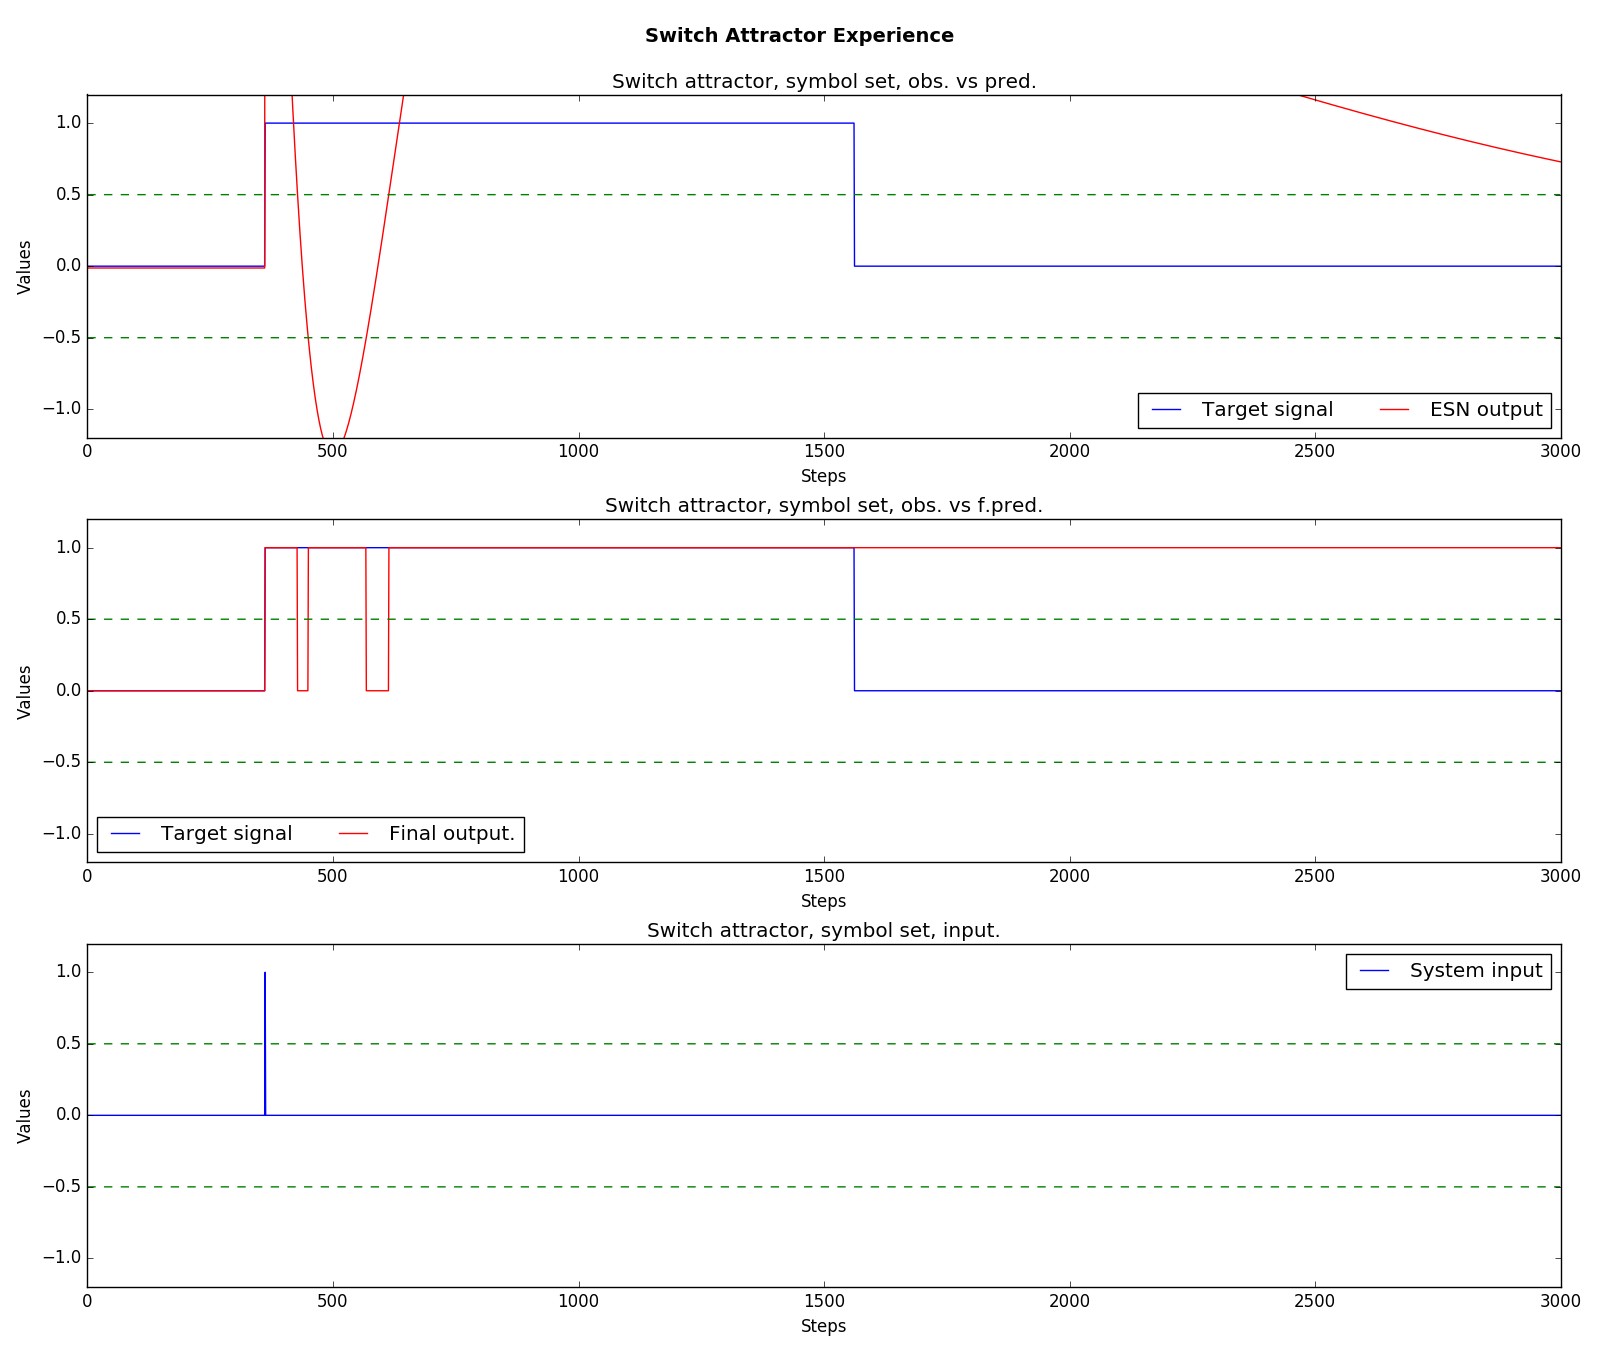 Switch Attractor Experience
Switch attractor, symbol set, obs. vs pred.
1.0
0.5
0.0
−0.5
−1.0
Values
Target signal ESN output
0 500 1000 1500 2000 2500 3000
Steps
Switch attractor, symbol set, obs. vs f.pred.
1.0
0.5
0.0
−0.5
−1.0
Values
Target signal Final output.
0 500 1000 1500 2000 2500 3000
Steps
Switch attractor, symbol set, input.
System input
1.0
0.5
0.0
−0.5
−1.0
Values
0 500 1000 1500 2000 2500 3000
Steps